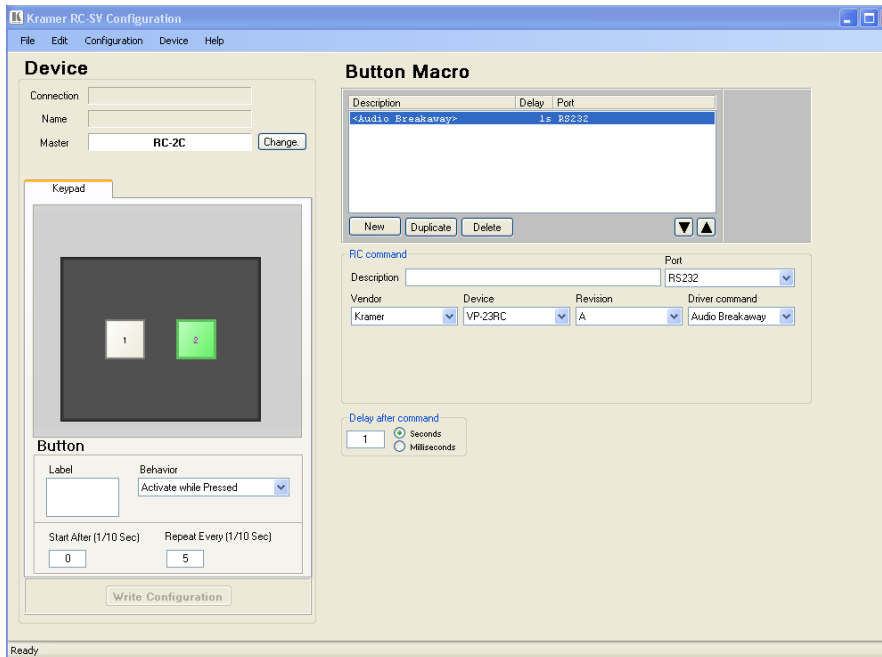 Kramer RC-SV Configuration
File Edit Configuration Device Help
Device
Connection
Name
Master RC-2C Change.
Keypad
1 2
Button
Label Behavior
Activate while Pressed
Start After (1/10 Sec) Repeat Every (1/10 Sec)
0 5
Write Configuration
Button Macro
Description Delay Port
<Audio Breakaway> 1s RS232
New Duplicate Delete
RC command
Port
Description RS232
Vendor Device Revision Driver command
Kramer VP-23RC A Audio Breakaway
Delay after command
1 Seconds
Milliseconds
Ready